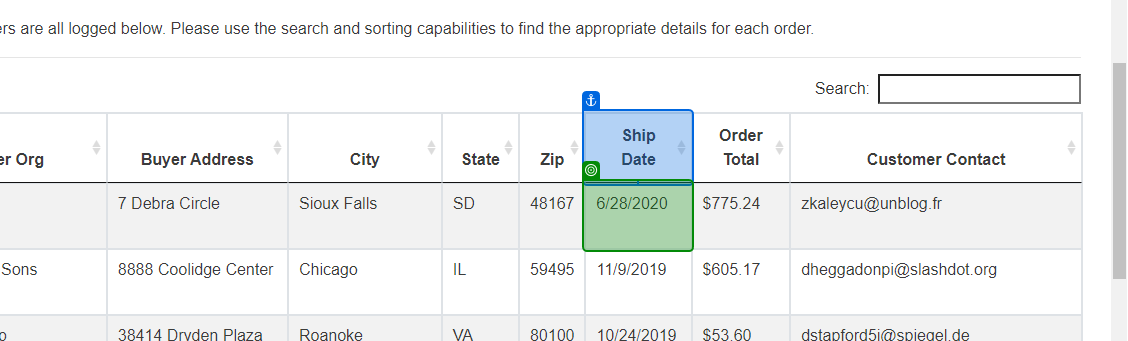 ers are all logged below. Please use the search and sorting capabilities to find the appropriate details for each order.
Search:
er Org Buyer Address City State Zip Ship Date Order Total Customer Contact
7 Debra Circle Sioux Falls SD 48167 6/28/2020 $775.24 zkaleycu@unblog.fr
Sons 8888 Coolidge Center Chicago IL 59495 11/9/2019 $605.17 dheggadonpi@slashdot.org
o 38414 Dryden Plaza Roanoke VA 80100 10/24/2019 $53.60 dstapford5i@spiegel.de